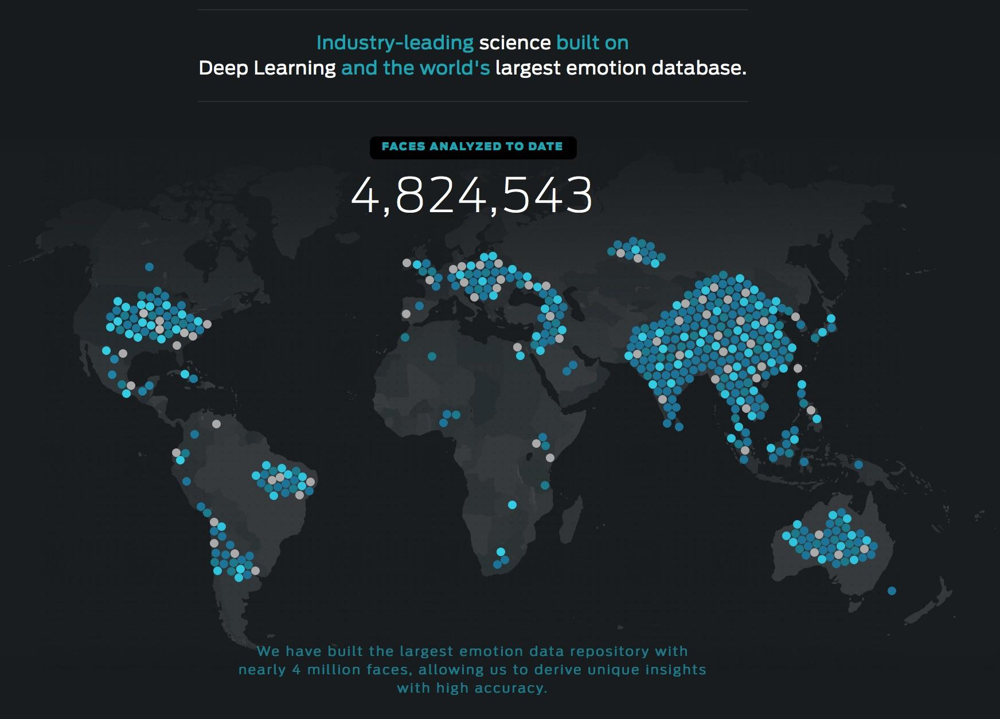 Industry-leading science built on
Deep Learning and the world's largest emotion database.
FACES ANALYZED TO DATE
4,824,543
We have built the largest emotion data repository with
nearly 4 million faces, allowing us to derive unique insights
with high accuracy.